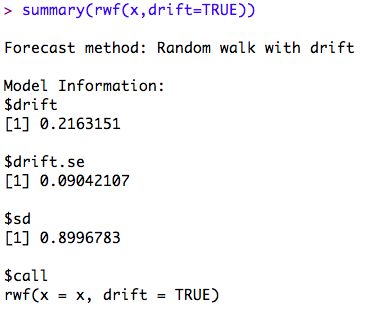 > summary(rwf(x,drift=TRUE))
Forecast method: Random walk with drift
Model Information:
$drift
[1] 0.2163151
$drift.se
[1] 0.09042107
$sd
[1] 0.8996783
$call
rwf(x = x, drift = TRUE)